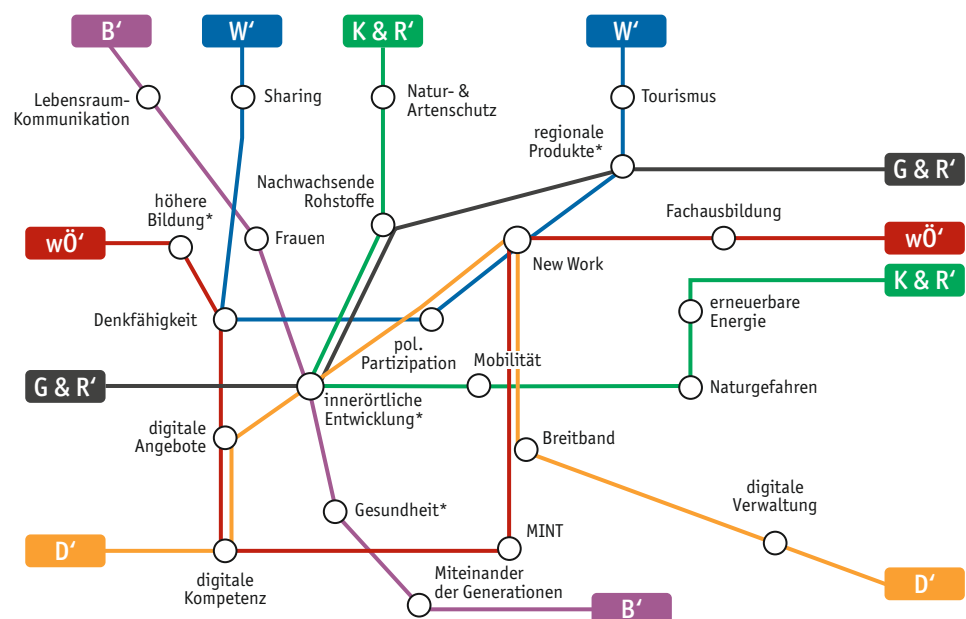 B‘
W‘
K & R‘
W‘
Lebensraum-
Kommunikation
Sharing
Natur- &
Artenschutz
Tourismus
regionale
Produkte*
G & R‘
Nachwachsende
Rohstoffe
höhere
Bildung*
Fachausbildung
wÖ‘
Frauen
New Work
wÖ‘
K & R‘
Denkfähigkeit
erneuerbare
Energie
pol.
Partizipation
Mobilität
G & R‘
innerörtliche
Entwicklung*
Naturgefahren
digitale
Angebote
Breitband
digitale
Verwaltung
Gesundheit*
MINT
D‘
digitale
Kompetenz
Miteinander
der Generationen
D‘
B‘